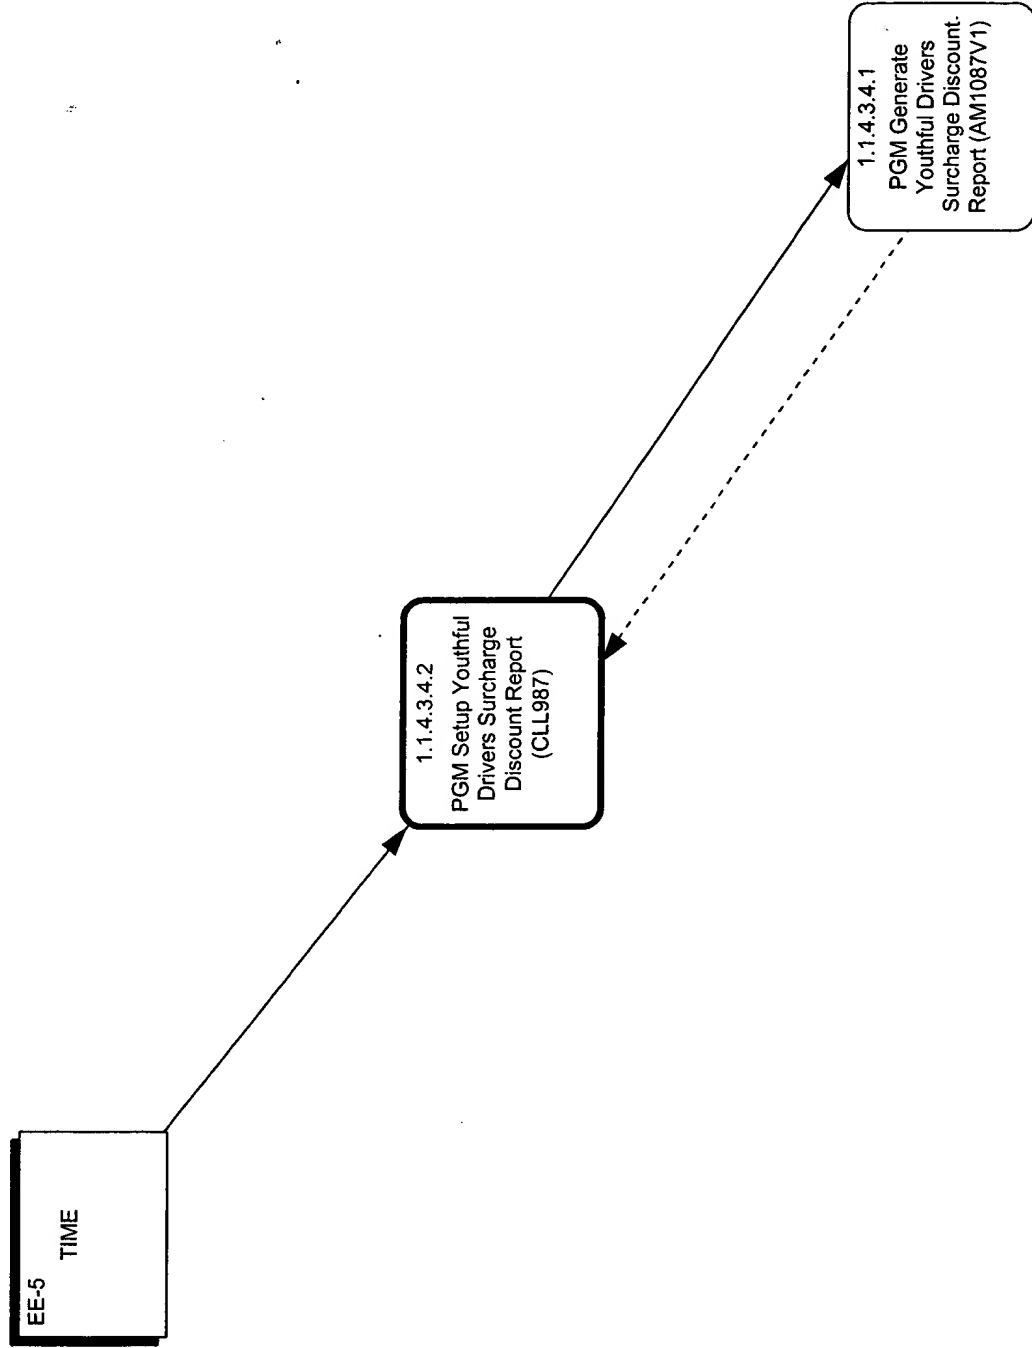 EE-5
TIME
1.1.4.3.4.2
PGM Setup Youthful
Drivers Surcharge
Discount Report
(CLL987)
1.1.4.3.4.1
PGM Generate
Youthful Drivers
Surcharge Discount
Report (AM1087V1)